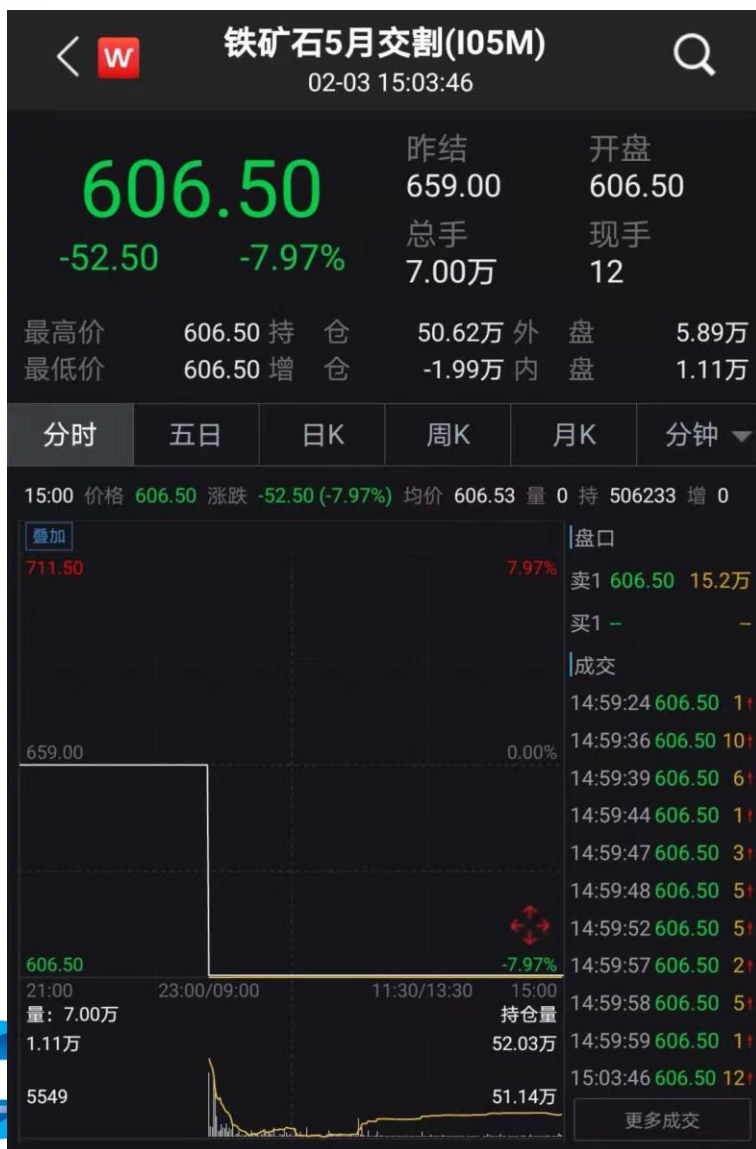 铁矿石5月交割(I05M)
W
02-03 15:03:46
606.50
-52.50 -7.97%
昨结 开盘
659.00 606.50
总手 现手
7.00万 12
最高价 606.50 持 仓 50.62万 外 盘 5.89万
最低价 606.50 增 仓 -1.99万 内 盘 1.11万
分时 五日 日K 周K 月K 分钟
15:00 价格 606.50 涨跌 -52.50 (-7.97%) 均价 606.53 量 0 持 506233 增 0
叠加
711.50 7.97%
659.00 0.00%
606.50 -7.97%
21:00 23:00/09:00 11:30/13:30 15:00
量: 7.00万 持仓量
1.11万 52.03万
5549 51.14万
盘口
卖1 606.50 15.2万
买1 -- --
成交
14:59:24 606.50 1↑
14:59:36 606.50 10↑
14:59:39 606.50 6↑
14:59:44 606.50 1↑
14:59:47 606.50 3↑
14:59:48 606.50 5↑
14:59:52 606.50 5↑
14:59:57 606.50 2↑
14:59:58 606.50 5↑
14:59:59 606.50 1↑
15:03:46 606.50 12↑
更多成交